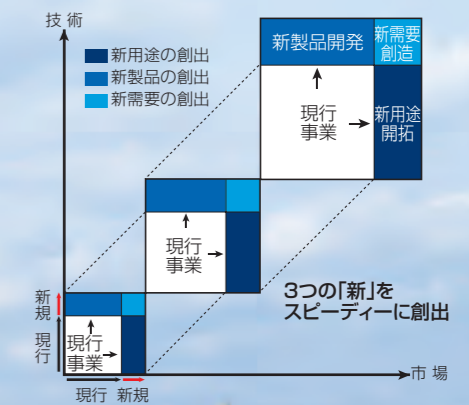 技術
新用途の創出
新製品の創出
新需要の創出
新製品開発
新需要
創造
現行
事業
新用途
開拓
現行
事業
現行
事業
新規
現行
現行
新規
市場
3つの「新」を
スピーディーに創出